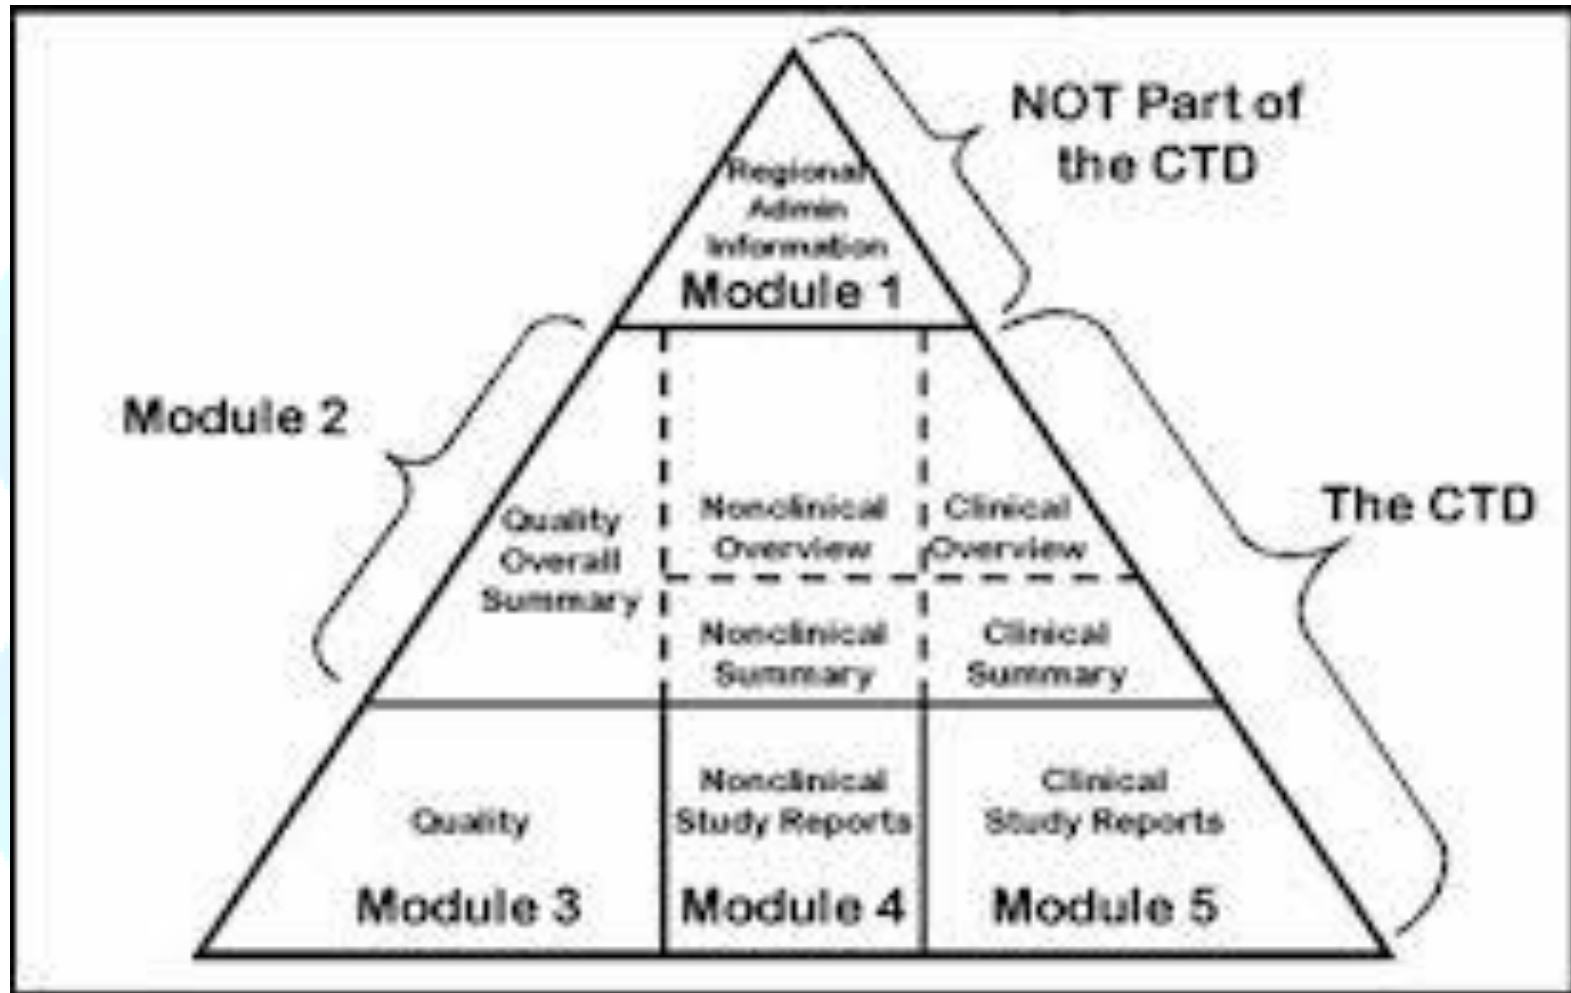 NOT Part of
the CTD
Regional
Admin
Information
Module 1
Module 2
The CTD
Quality
Overall
Summary
Nonclinical
Overview
Clinical
Overview
Nonclinical
Summary
Clinical
Summary
Quality
Module 3
Nonclinical
Study Reports
Module 4
Clinical
Study Reports
Module 5